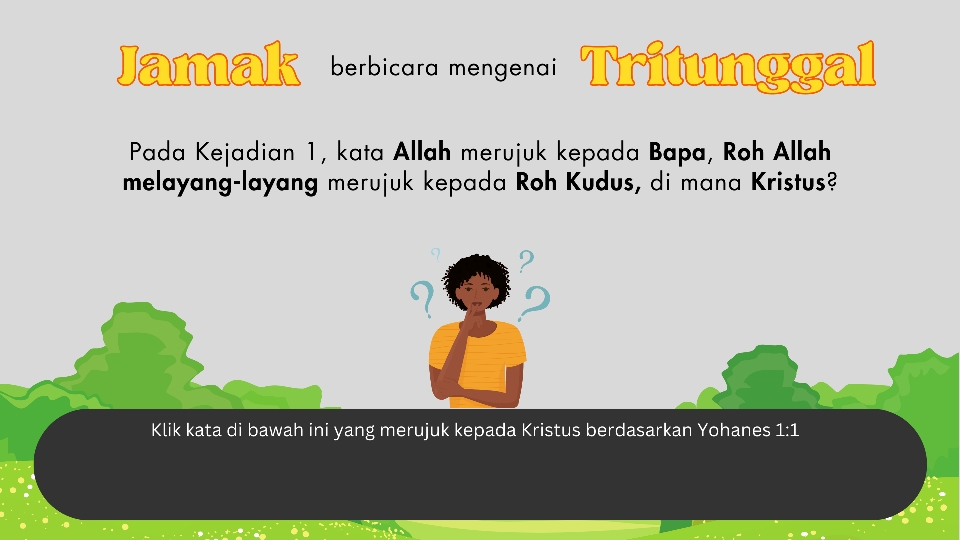 Jamak berbicara mengenai Tritunggal
Pada Kejadian 1, kata Allah merujuk kepada Bapa, Roh Allah
melayang-layang merujuk kepada Roh Kudus, di mana Kristus?
? ? ? ?
Klik kata di bawah ini yang merujuk kepada Kristus berdasarkan Yohanes 1:1